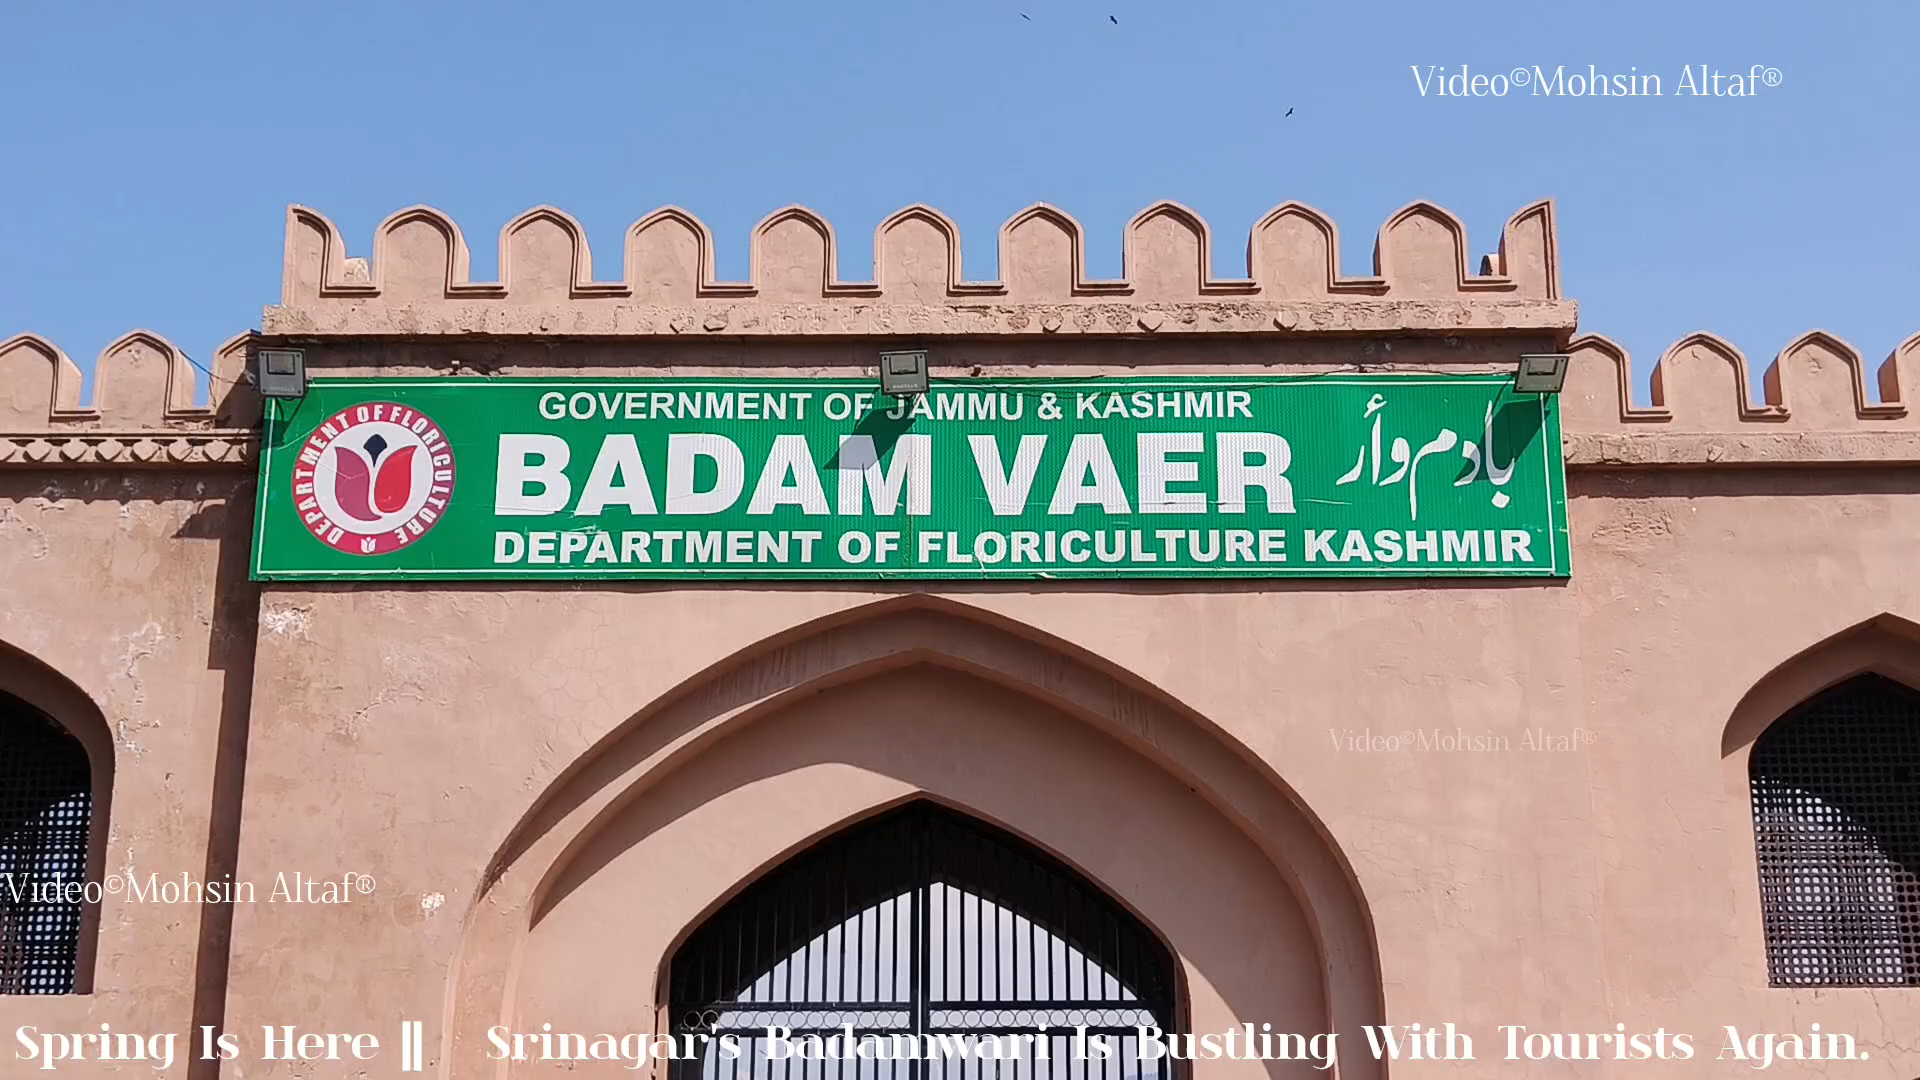 Video©Mohsin Altaf®
GOVERNMENT OF JAMMU & KASHMIR
BADAM VAER
بادم وأر
DEPARTMENT OF FLORICULTURE KASHMIR
DEPARTMENT OF FLORICULTURE
Video©Mohsin Altaf®
Video©Mohsin Altaf®
Spring Is Here || Srinagar's Badamwari Is Bustling With Tourists Again.